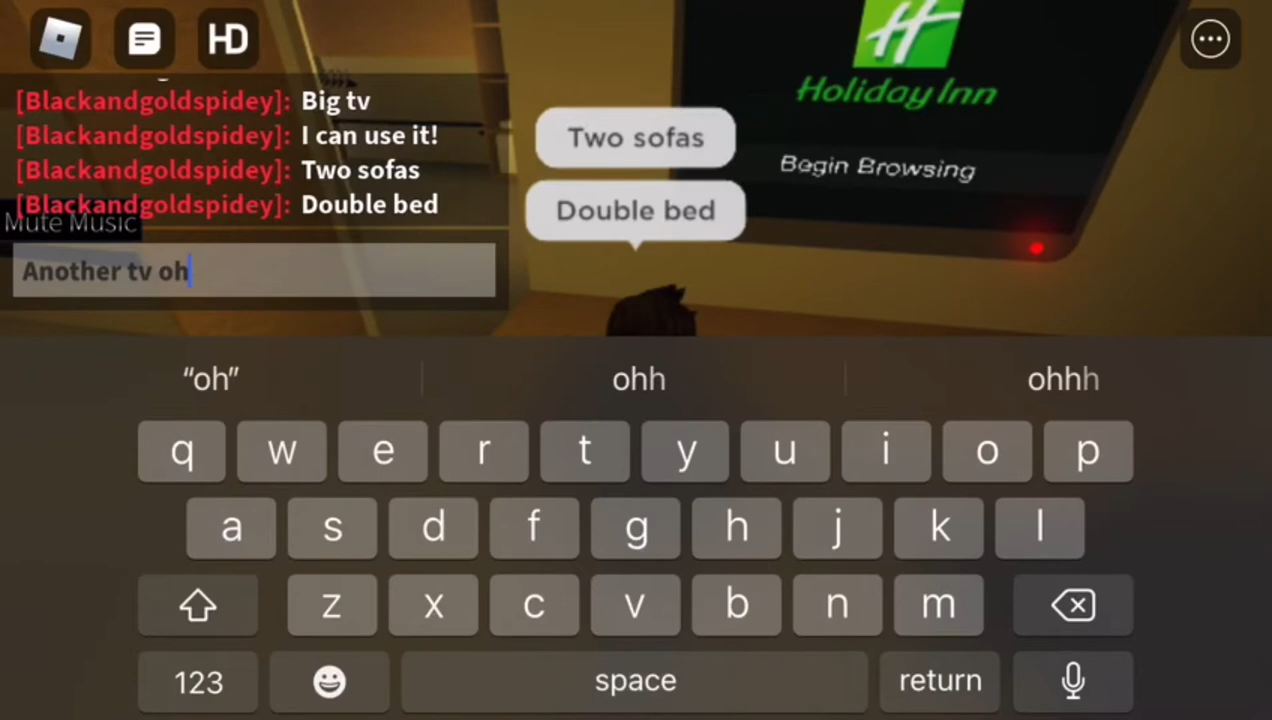 HD
H
Holiday Inn
Begin Browsing
[Blackandgoldspidey]: Big tv
[Blackandgoldspidey]: I can use it!
[Blackandgoldspidey]: Two sofas
[Blackandgoldspidey]: Double bed
Mute Music
Another tv oh
Two sofas
Double bed
“oh” ohh ohhh
q w e r t y u i o p
a s d f g h j k l
z x c v b n m
123 space return